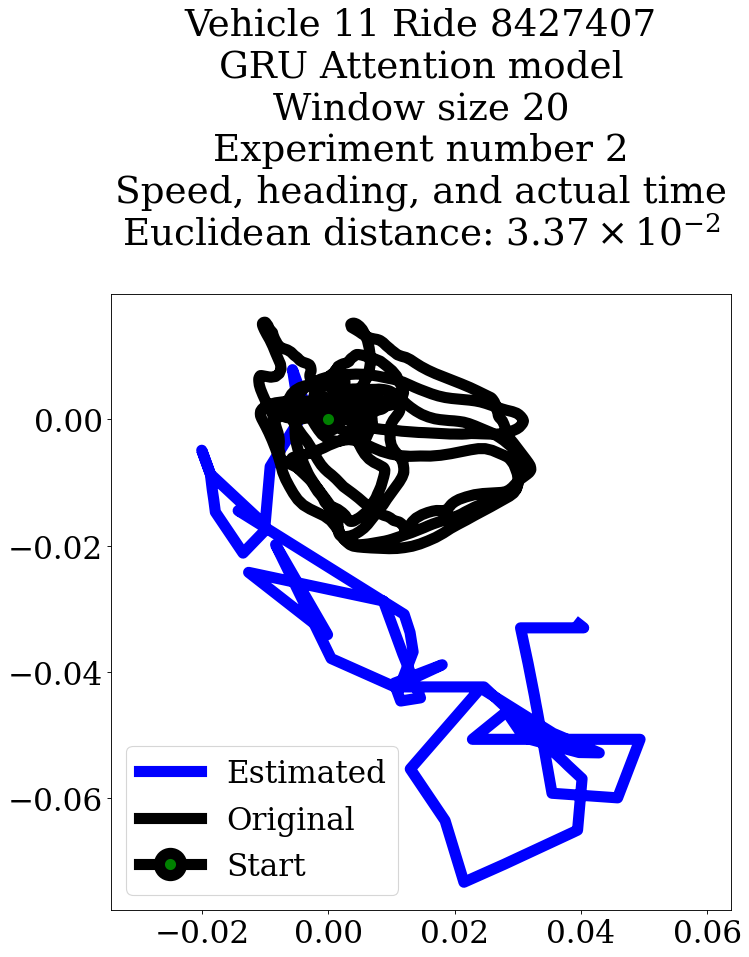 Vehicle 11 Ride 8427407
GRU Attention model
Window size 20
Experiment number 2
Speed, heading, and actual time
Euclidean distance: 3.37 × 10⁻²
0.00
−0.02
−0.04
−0.06
Estimated
Original
Start
−0.02 0.00 0.02 0.04 0.06